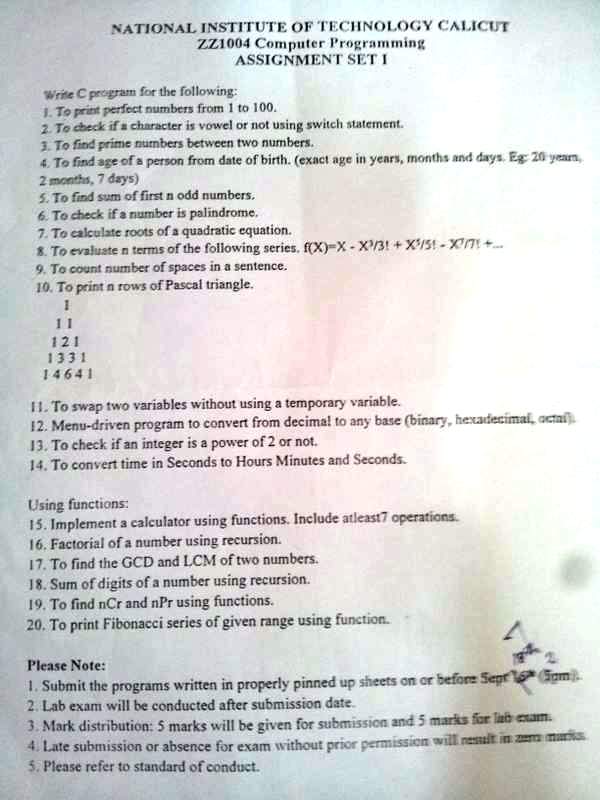 NATIONAL INSTITUTE OF TECHNOLOGY CALICUT
ZZ1004 Computer Programming
ASSIGNMENT SET I
Write C program for the following:
1. To print perfect numbers from 1 to 100.
2. To check if a character is vowel or not using switch statement.
3. To find prime numbers between two numbers.
4. To find age of a person from date of birth. (exact age in years, months and days. Eg: 20 years,
2 months, 7 days)
5. To find sum of first n odd numbers.
6. To check if a number is palindrome.
7. To calculate roots of a quadratic equation.
8. To evaluate n terms of the following series. f(X)=X - X³/3! + X⁵/5! - X⁷/7! +...
9. To count number of spaces in a sentence.
10. To print n rows of Pascal triangle.
1
1 1
1 2 1
1 3 3 1
1 4 6 4 1
11. To swap two variables without using a temporary variable.
12. Menu-driven program to convert from decimal to any base (binary, hexadecimal, octal).
13. To check if an integer is a power of 2 or not.
14. To convert time in Seconds to Hours Minutes and Seconds.
Using functions:
15. Implement a calculator using functions. Include atleast7 operations.
16. Factorial of a number using recursion.
17. To find the GCD and LCM of two numbers.
18. Sum of digits of a number using recursion.
19. To find nCr and nPr using functions.
20. To print Fibonacci series of given range using function.
Please Note:
1. Submit the programs written in properly pinned up sheets on or before Sept (5pm).
2. Lab exam will be conducted after submission date.
3. Mark distribution: 5 marks will be given for submission and 5 marks for lab exam.
4. Late submission or absence for exam without prior permission will result in zero marks.
5. Please refer to standard of conduct.